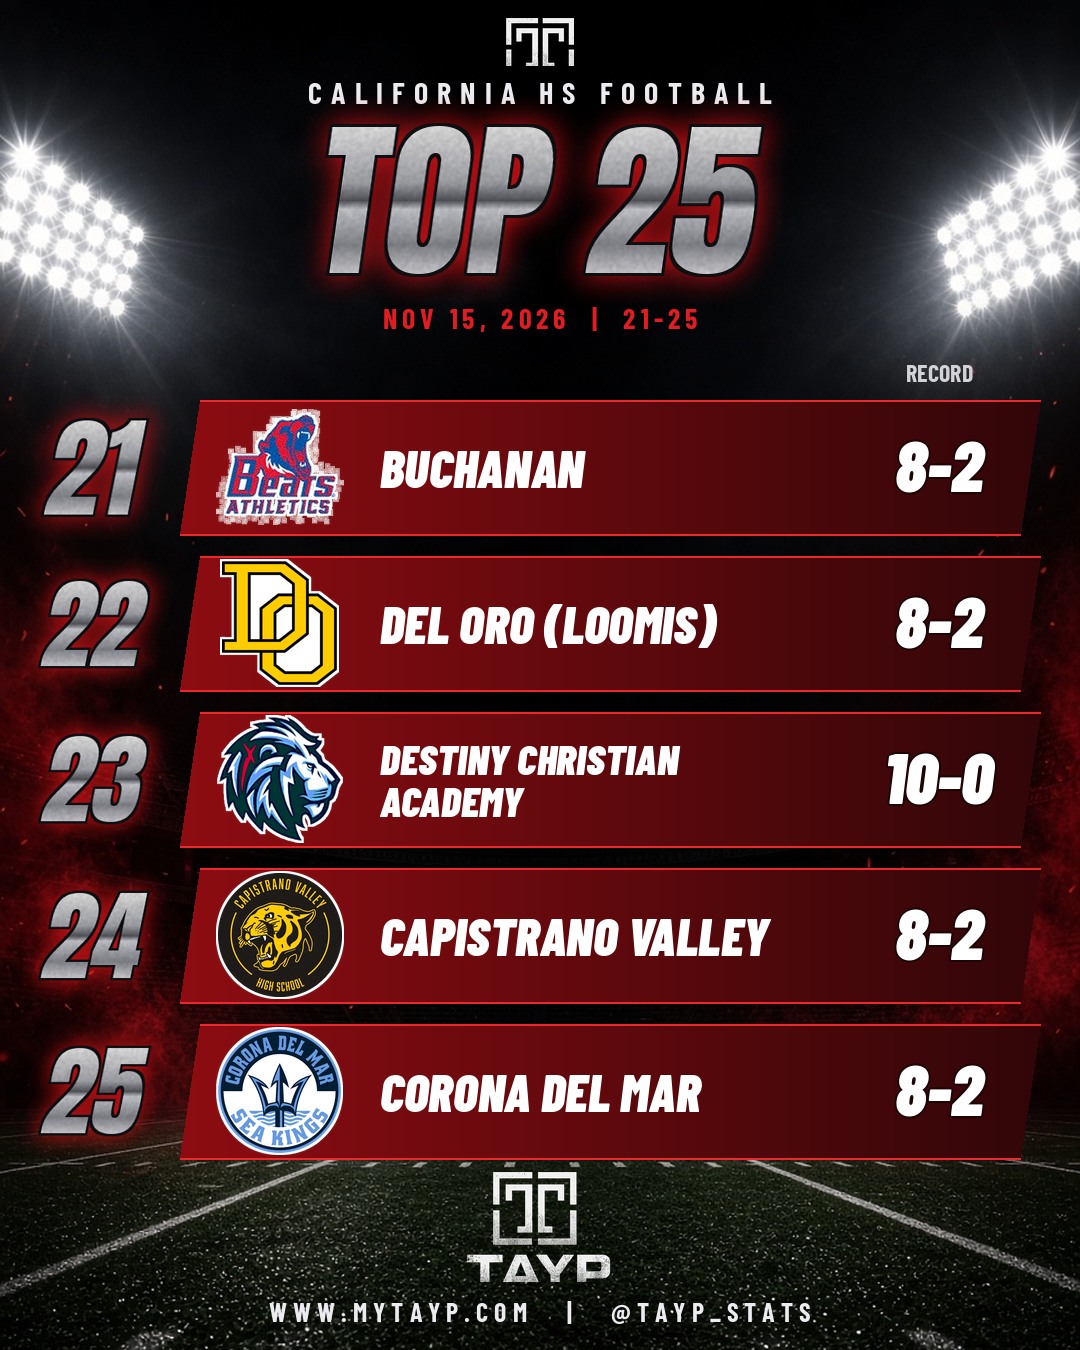 CALIFORNIA HS FOOTBALL
TOP 25
NOV 15, 2026 | 21-25
RECORD
21
Bears
ATHLETICS
BUCHANAN
8-2
22
DO
DEL ORO (LOOMIS)
8-2
23
DESTINY CHRISTIAN
ACADEMY
10-0
24
CAPISTRANO VALLEY
HIGH SCHOOL
CAPISTRANO VALLEY
8-2
25
CORONA DEL MAR
SEA KINGS
CORONA DEL MAR
8-2
TAYP
WWW.MYTAYP.COM | @TAYP_STATS